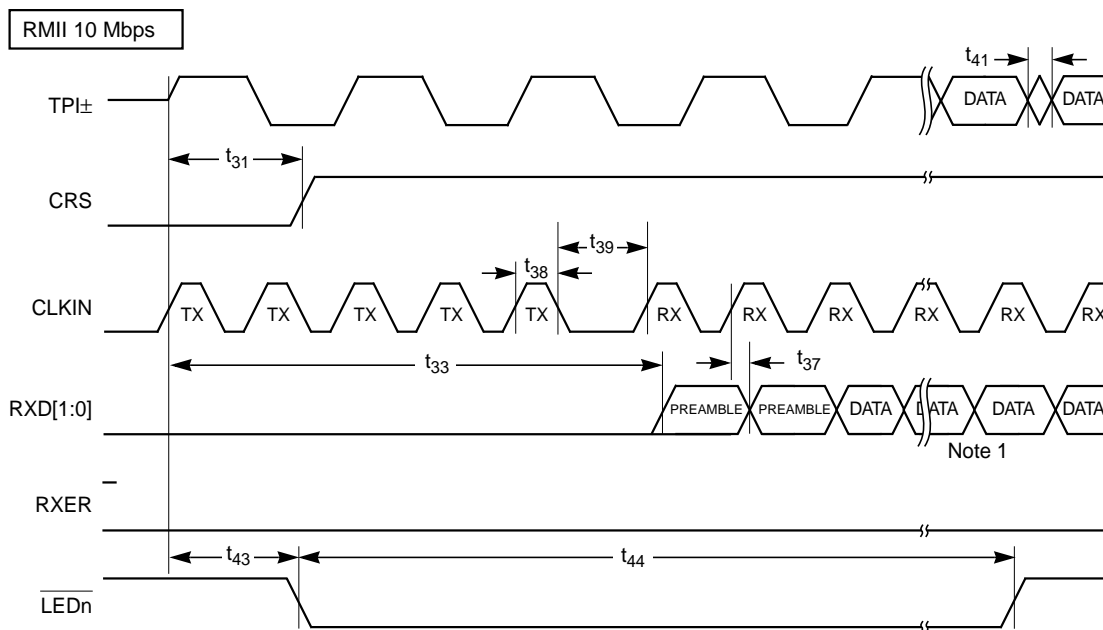 RMII 10 Mbps
t41
TPI± DATA DATA
t31
CRS
t39
t38
CLKIN TX TX TX TX TX RX RX RX RX RX RX
t33 t37
RXD[1:0] PREAMBLE PREAMBLE DATA DATA DATA DATA
Note 1
RXER
t43 t44
LEDn